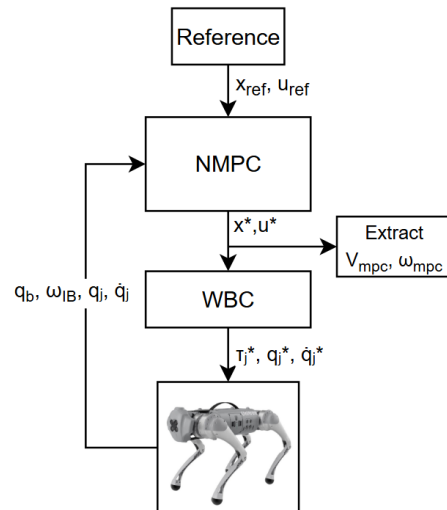 Reference
x_ref, u_ref
NMPC
x*,u*
Extract
V_mpc, ω_mpc
q_b, ω_IB, q_j, q̇_j
WBC
τ_j*, q_j*, q̇_j*